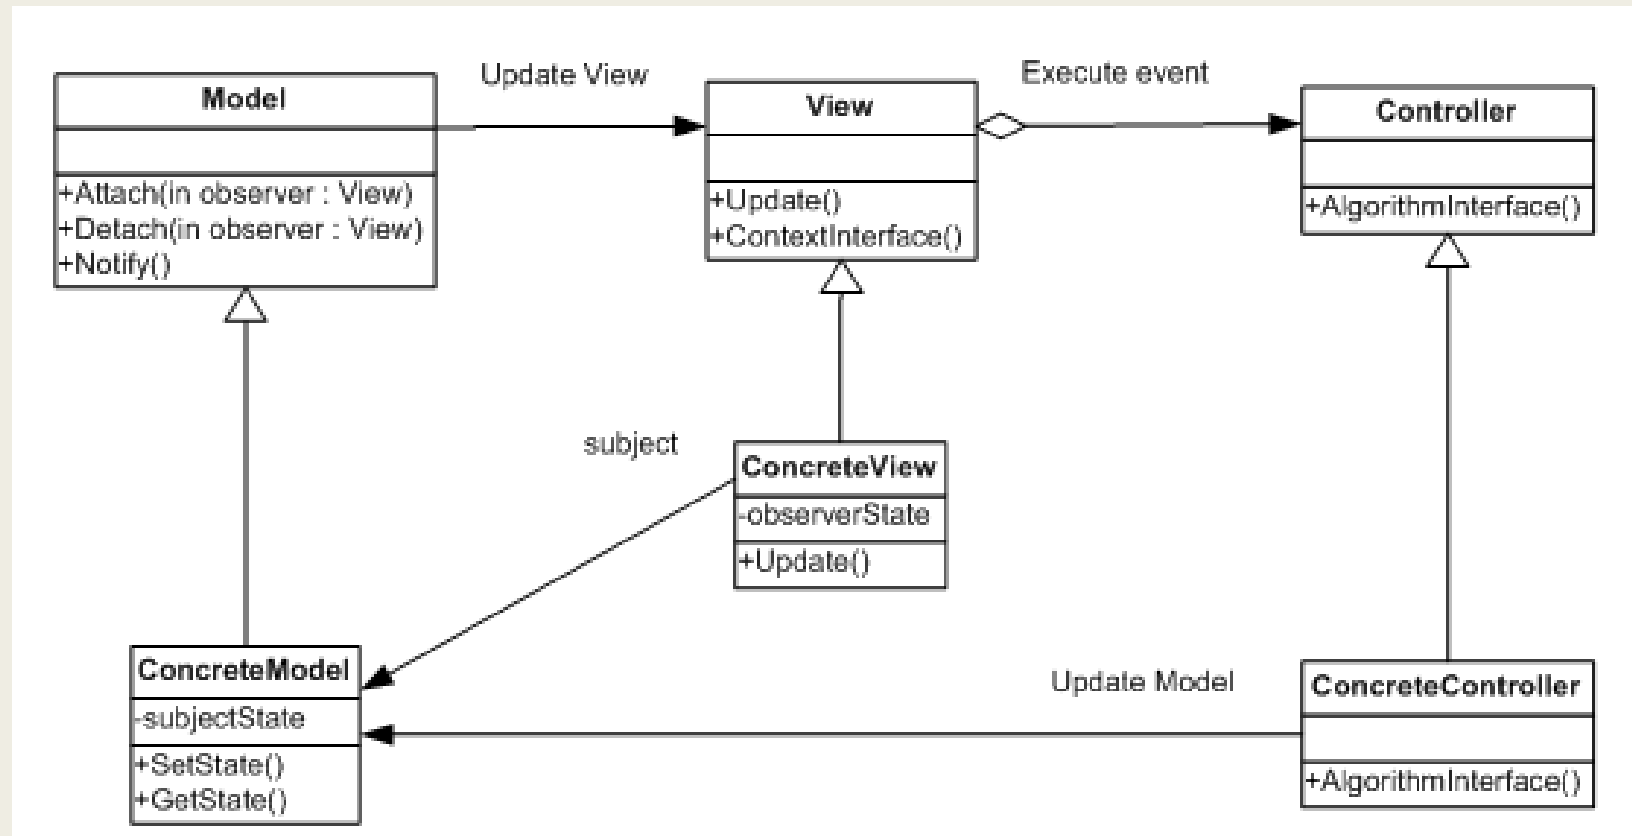 Model
+Attach(in observer : View)
+Detach(in observer : View)
+Notify()
Update View
View
+Update()
+ContextInterface()
Execute event
Controller
+AlgorithmInterface()
subject
ConcreteView
-observerState
+Update()
ConcreteModel
-subjectState
+SetState()
+GetState()
Update Model
ConcreteController
+AlgorithmInterface()